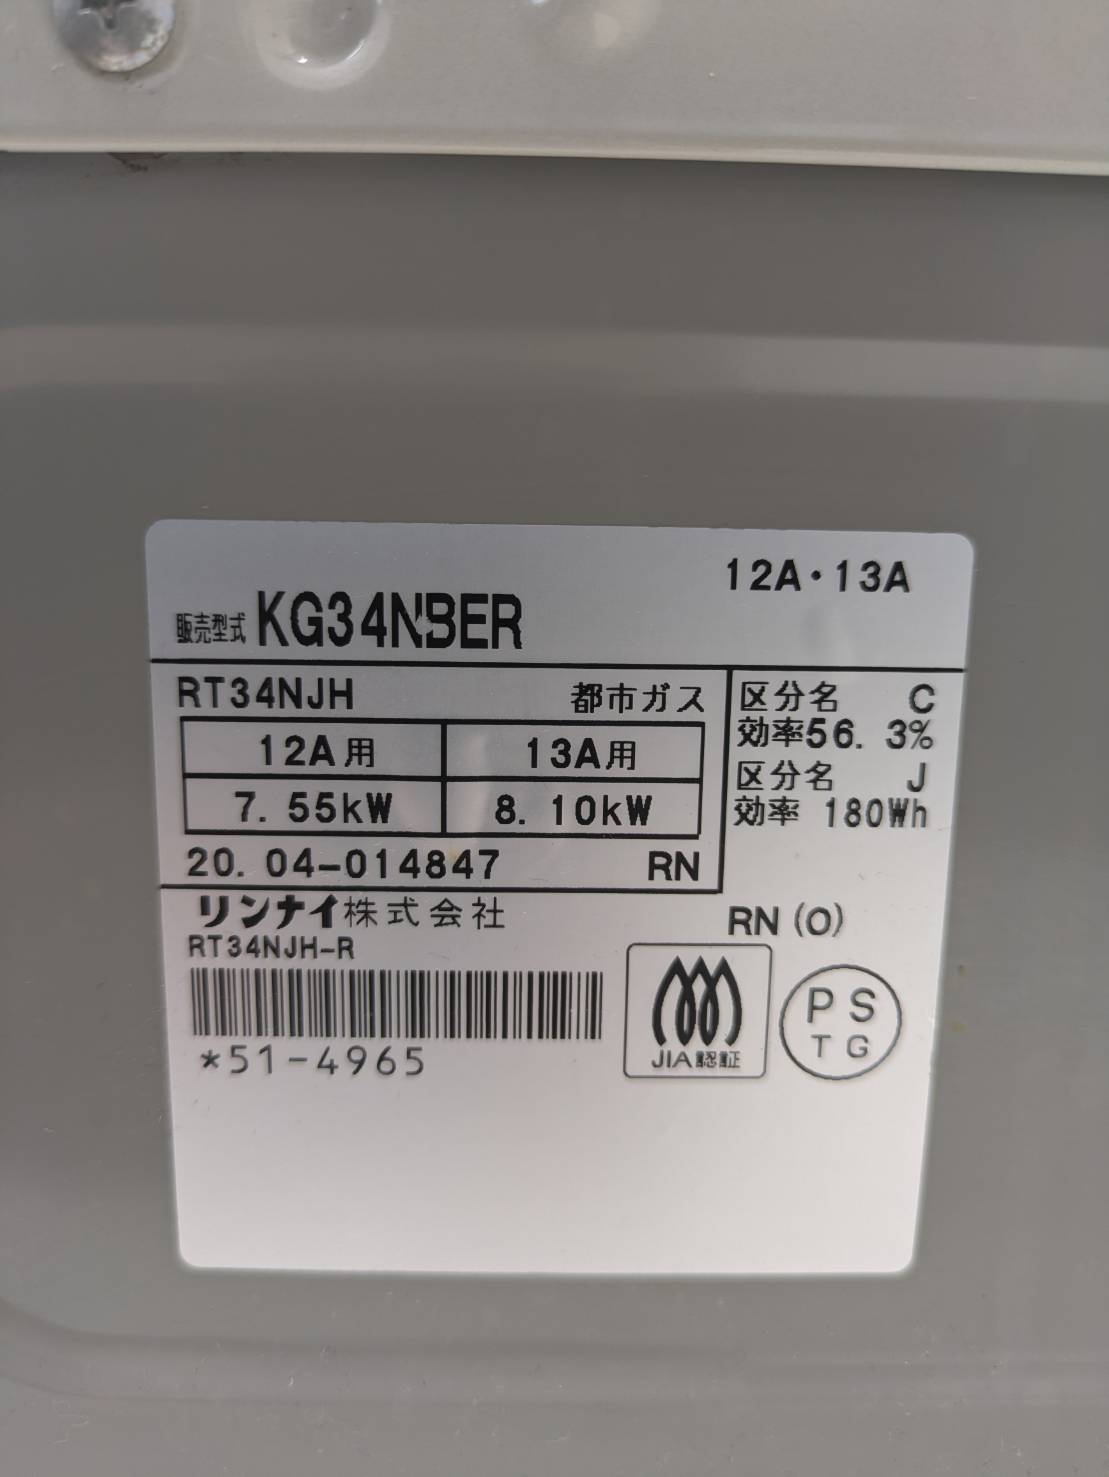 12A・13A
販売型式 KG34NBER
RT34NJH 都市ガス
12A用 13A用
7.55kW 8.10kW
20.04-014847 RN
区分名 C
効率56.3%
区分名 J
効率 180Wh
リンナイ株式会社
RN(O)
RT34NJH-R
*51-4965
JIA認証
PS
TG